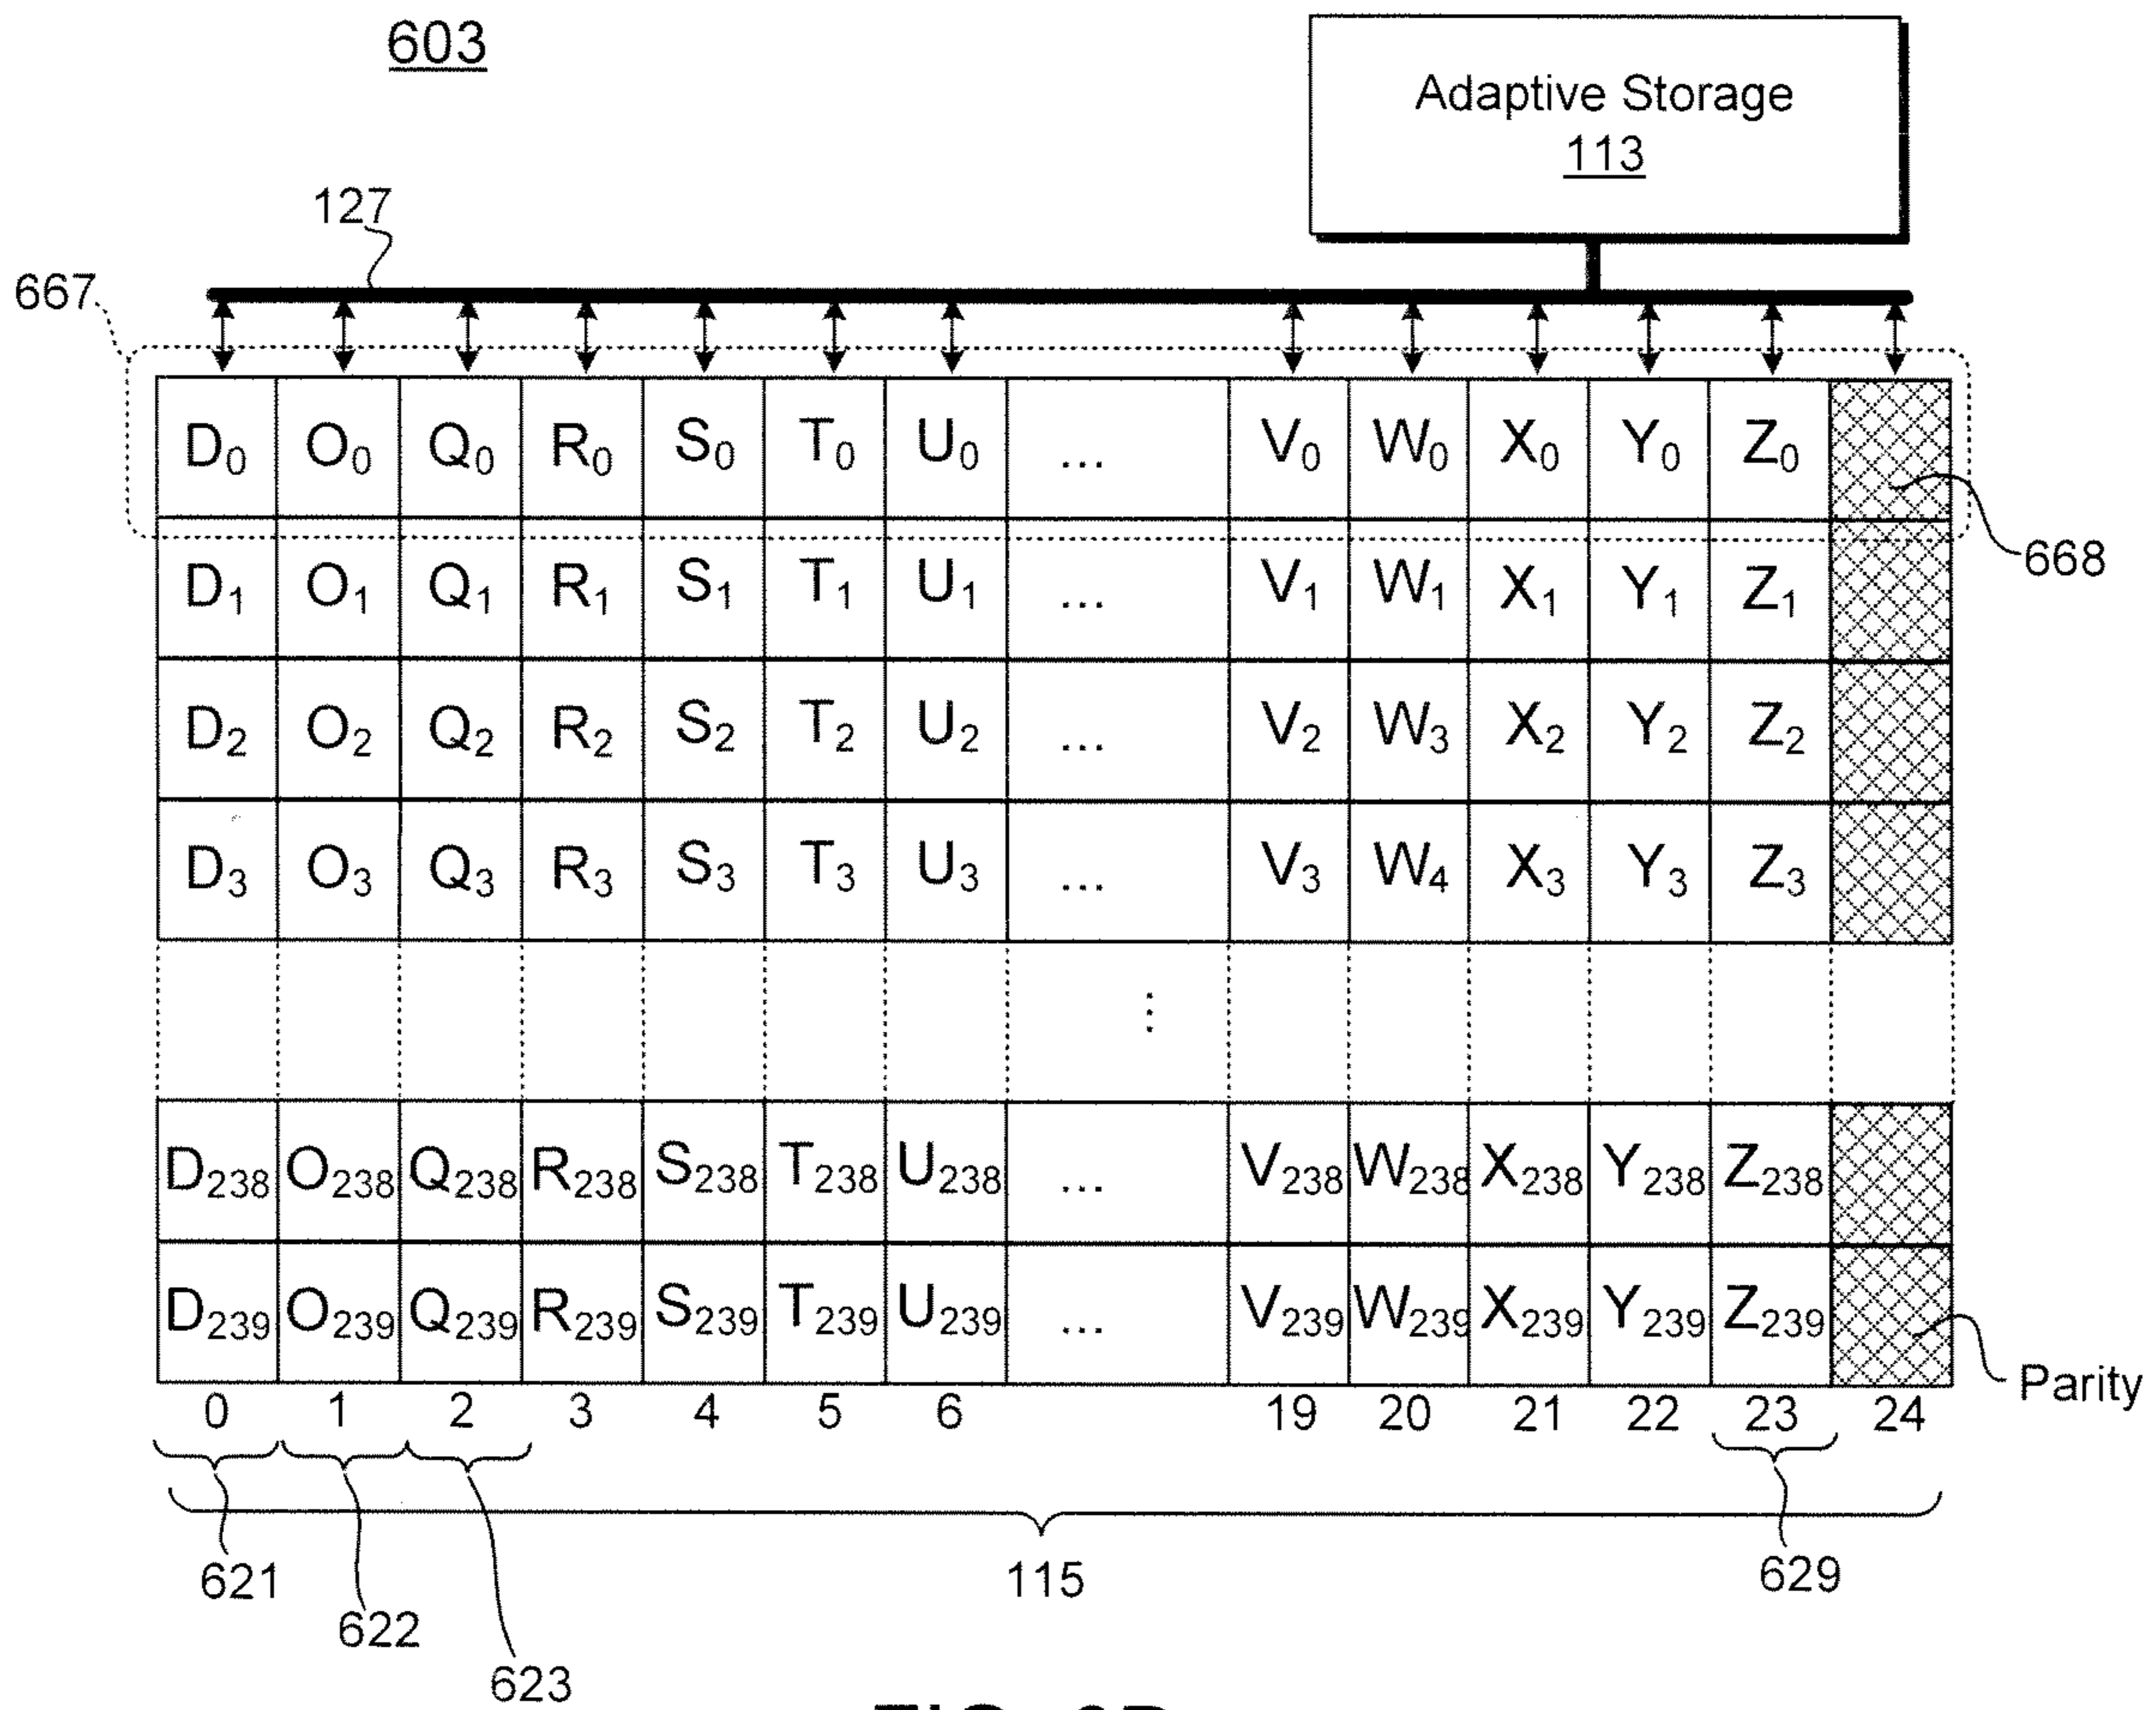 603
Adaptive Storage
113
127
667
D0 O0 Q0 R0 S0 T0 U0 ... V0 W0 X0 Y0 Z0
668
D1 O1 Q1 R1 S1 T1 U1 ... V1 W1 X1 Y1 Z1
D2 O2 Q2 R2 S2 T2 U2 ... V2 W3 X2 Y2 Z2
D3 O3 Q3 R3 S3 T3 U3 ... V3 W4 X3 Y3 Z3
⋮
D238 O238 Q238 R238 S238 T238 U238 ... V238 W238 X238 Y238 Z238
D239 O239 Q239 R239 S239 T239 U239 ... V239 W239 X239 Y239 Z239
Parity
0 1 2 3 4 5 6 19 20 21 22 23 24
621
115
629
622
623